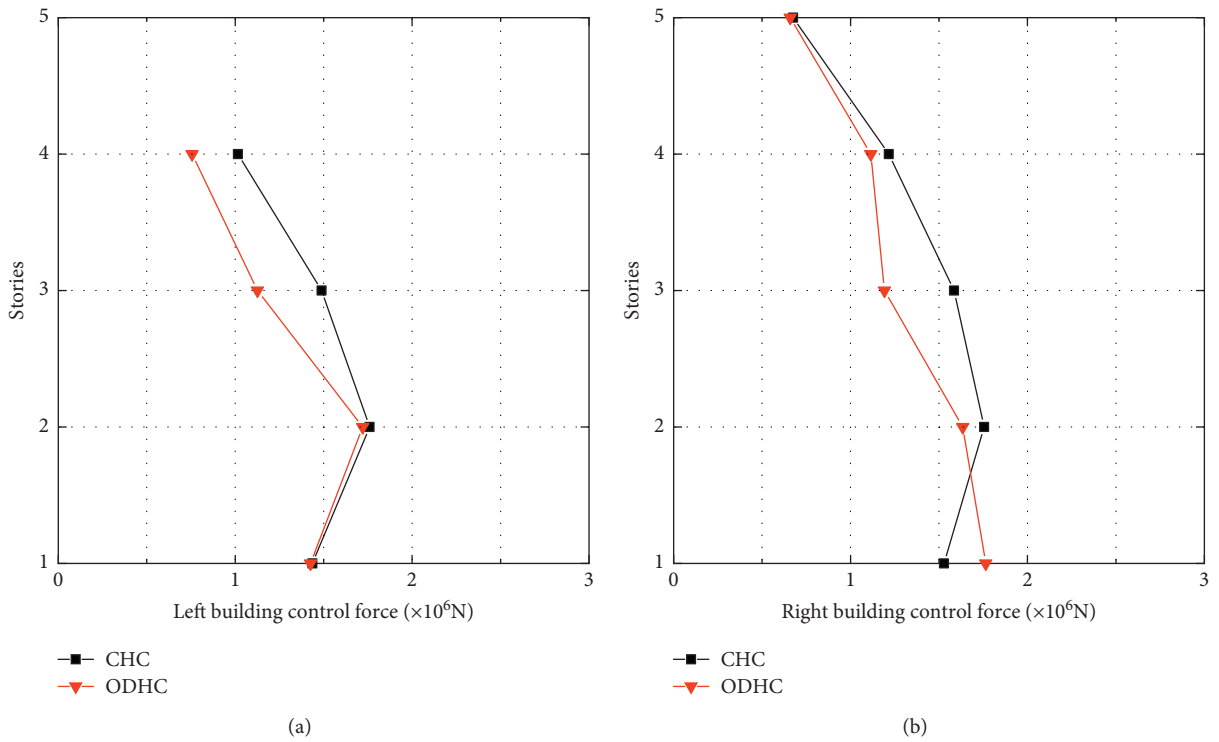 5
4
3
2
1
Stories
0
1
2
3
Left building control force (×10⁶N)
CHC
ODHC
(a)
5
4
3
2
1
Stories
0
1
2
3
Right building control force (×10⁶N)
CHC
ODHC
(b)